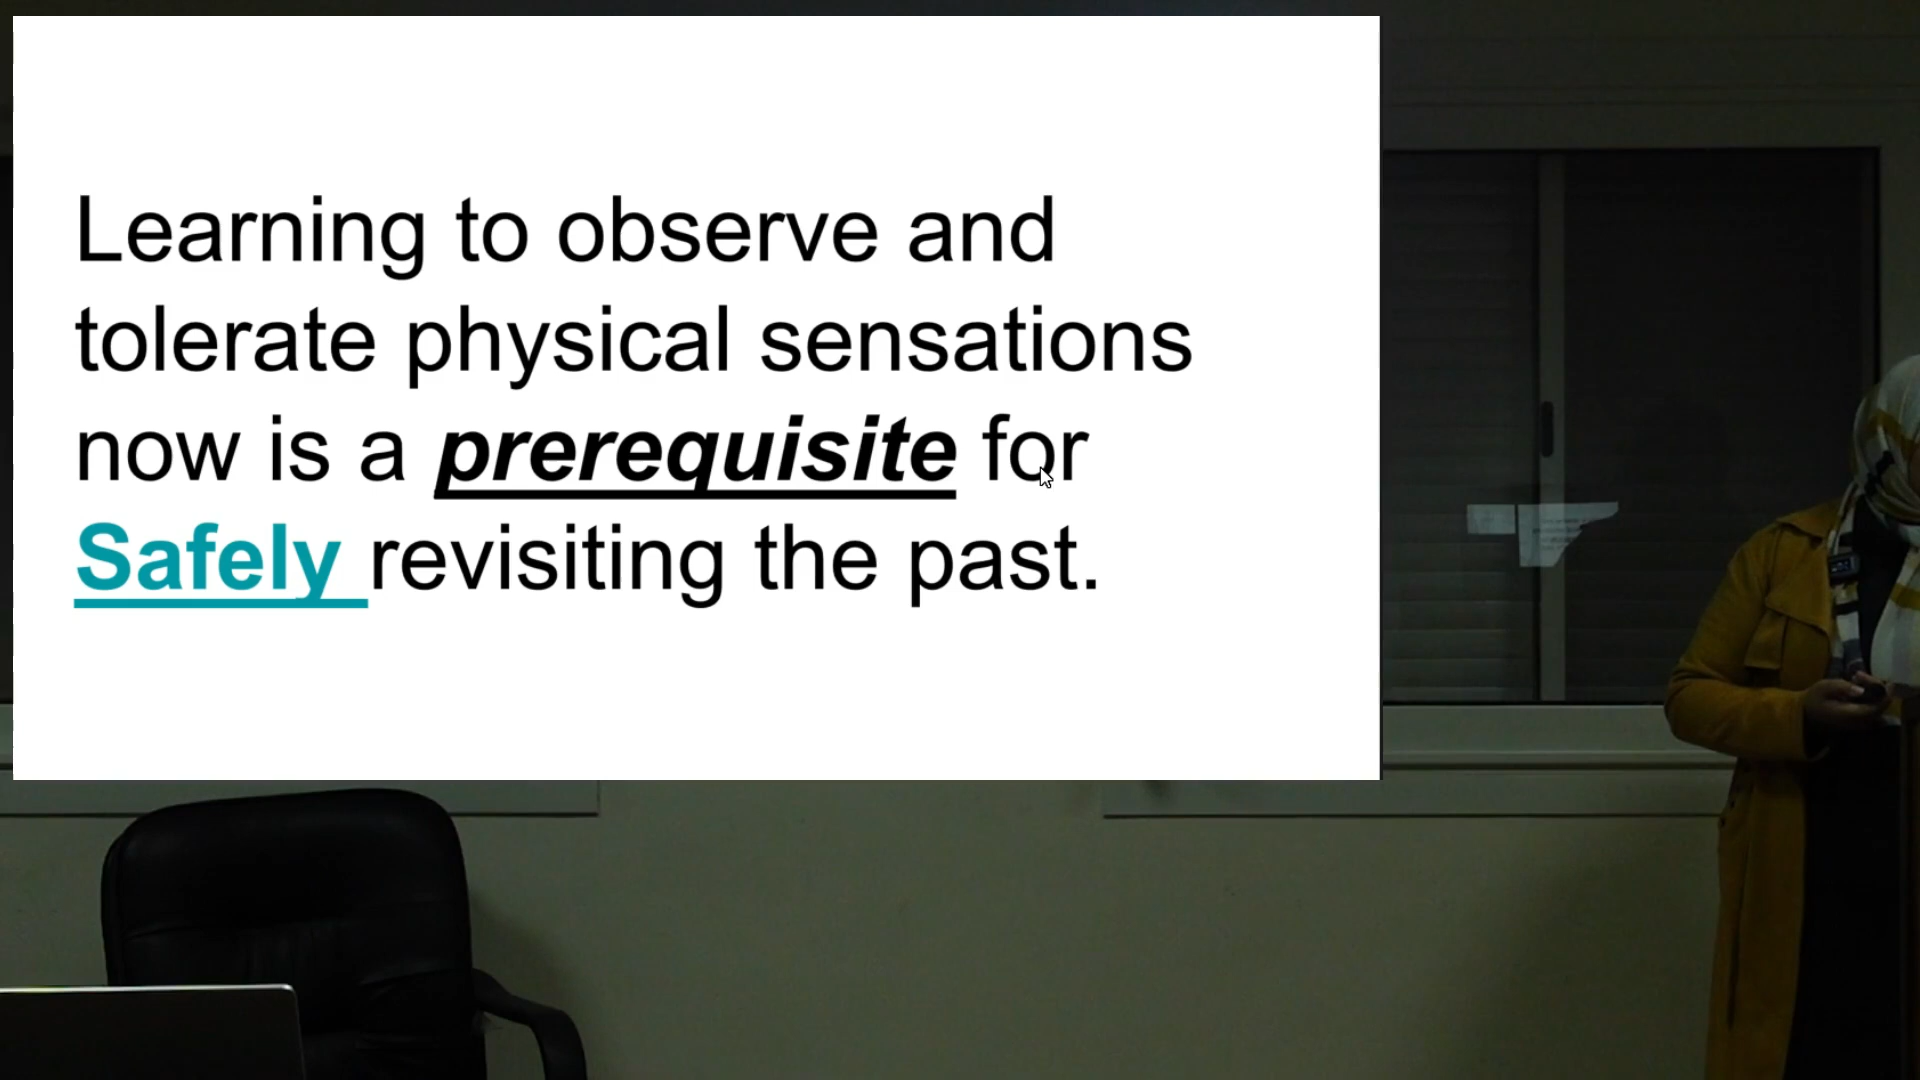 Learning to observe and
tolerate physical sensations
now is a prerequisite for
Safely revisiting the past.